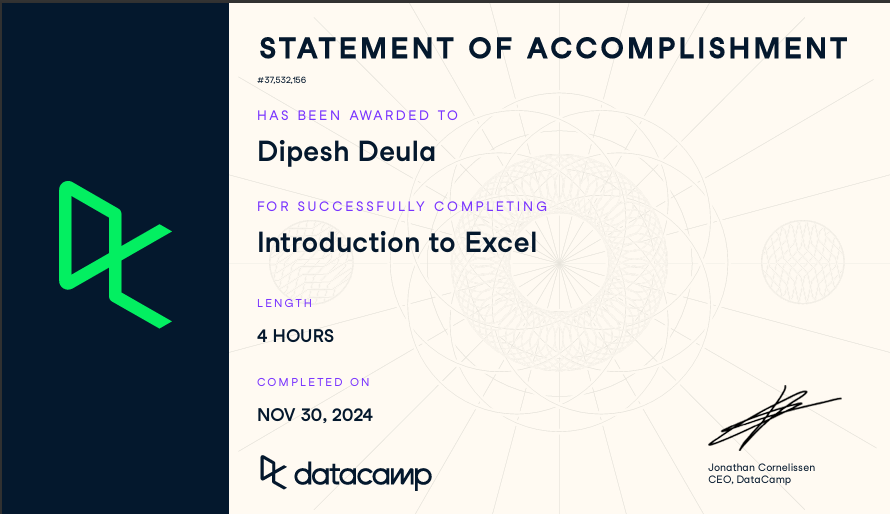 STATEMENT OF ACCOMPLISHMENT
#37,532,156
HAS BEEN AWARDED TO
Dipesh Deula
FOR SUCCESSFULLY COMPLETING
Introduction to Excel
LENGTH
4 HOURS
COMPLETED ON
NOV 30, 2024
datacamp
Jonathan Cornelissen
CEO, DataCamp